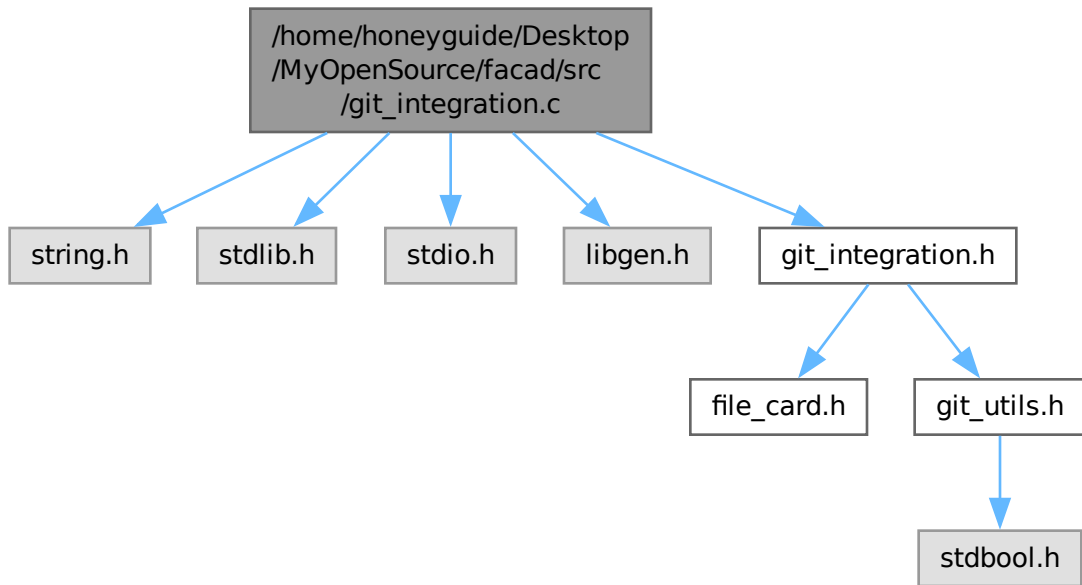 /home/honeyguide/Desktop
/MyOpenSource/facad/src
/git_integration.c
string.h
stdlib.h
stdio.h
libgen.h
git_integration.h
file_card.h
git_utils.h
stdbool.h